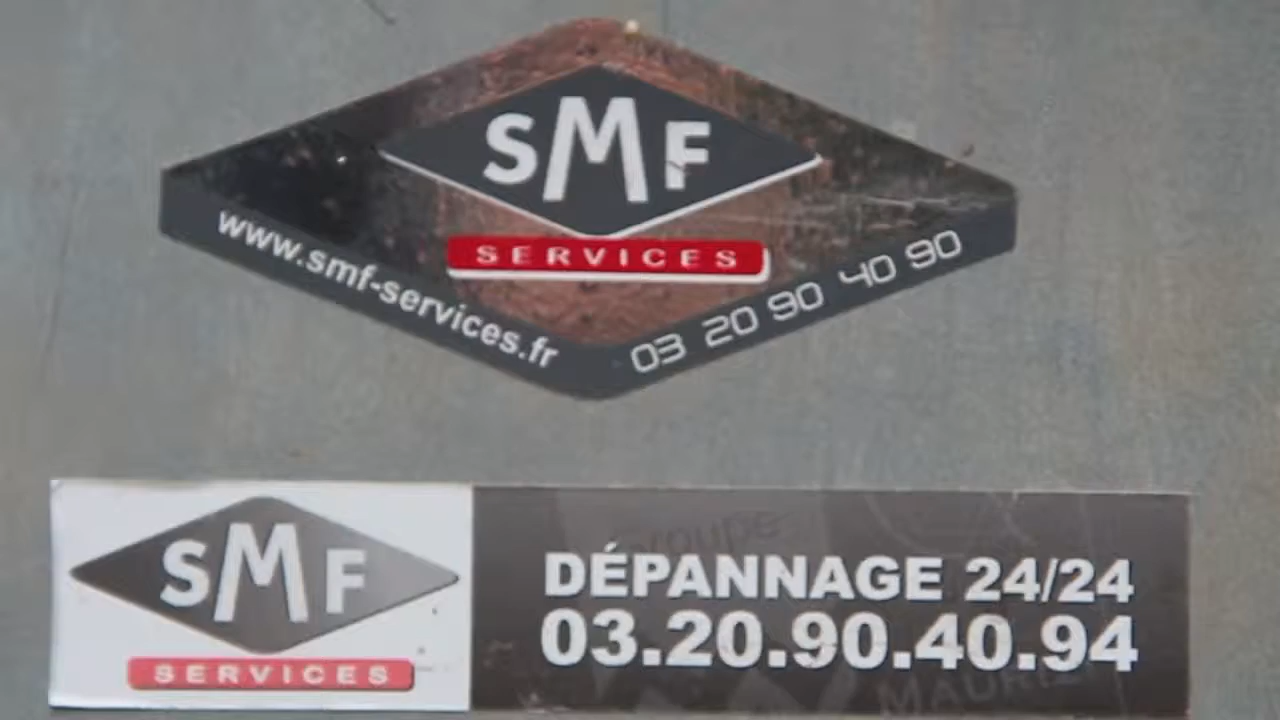 SMF
SERVICES
www.smf-services.fr
03 20 90 40 90
SMF
SERVICES
DÉPANNAGE 24/24
03.20.90.40.94